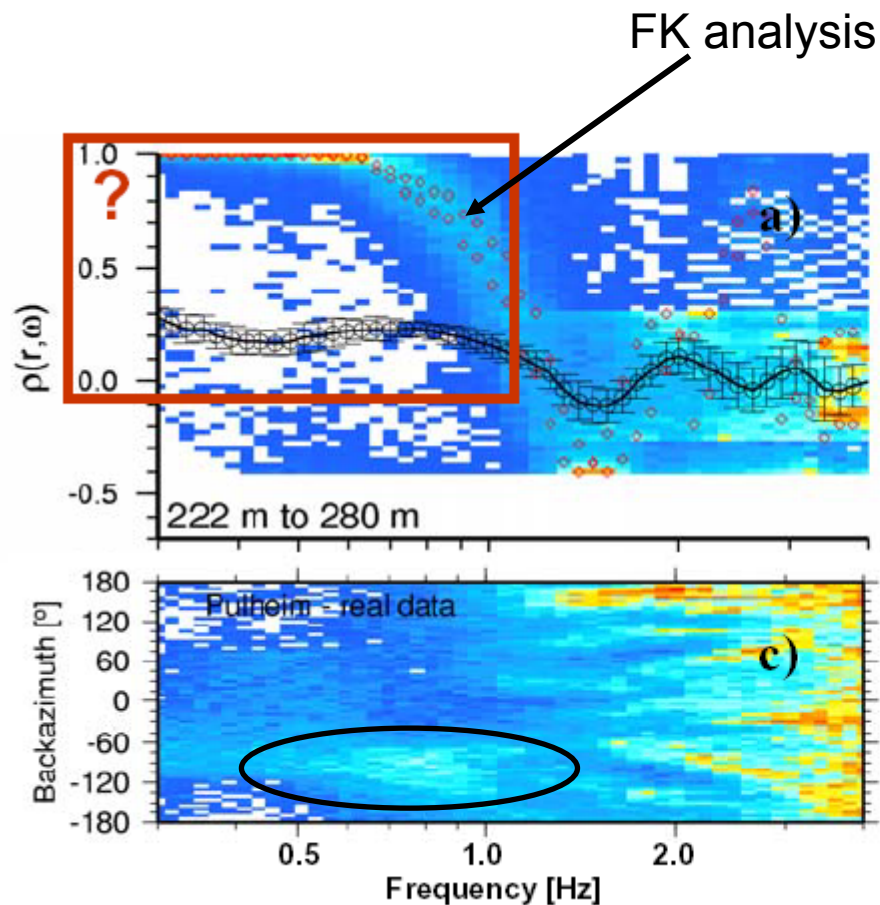 FK analysis
1.0
?
a)
0.5
ρ(r,ω)
0.0
-0.5
222 m to 280 m
180
Pulheim - real data
120
60
c)
0
Backazimuth [º]
-60
-120
-180
0.5 1.0 2.0
Frequency [Hz]